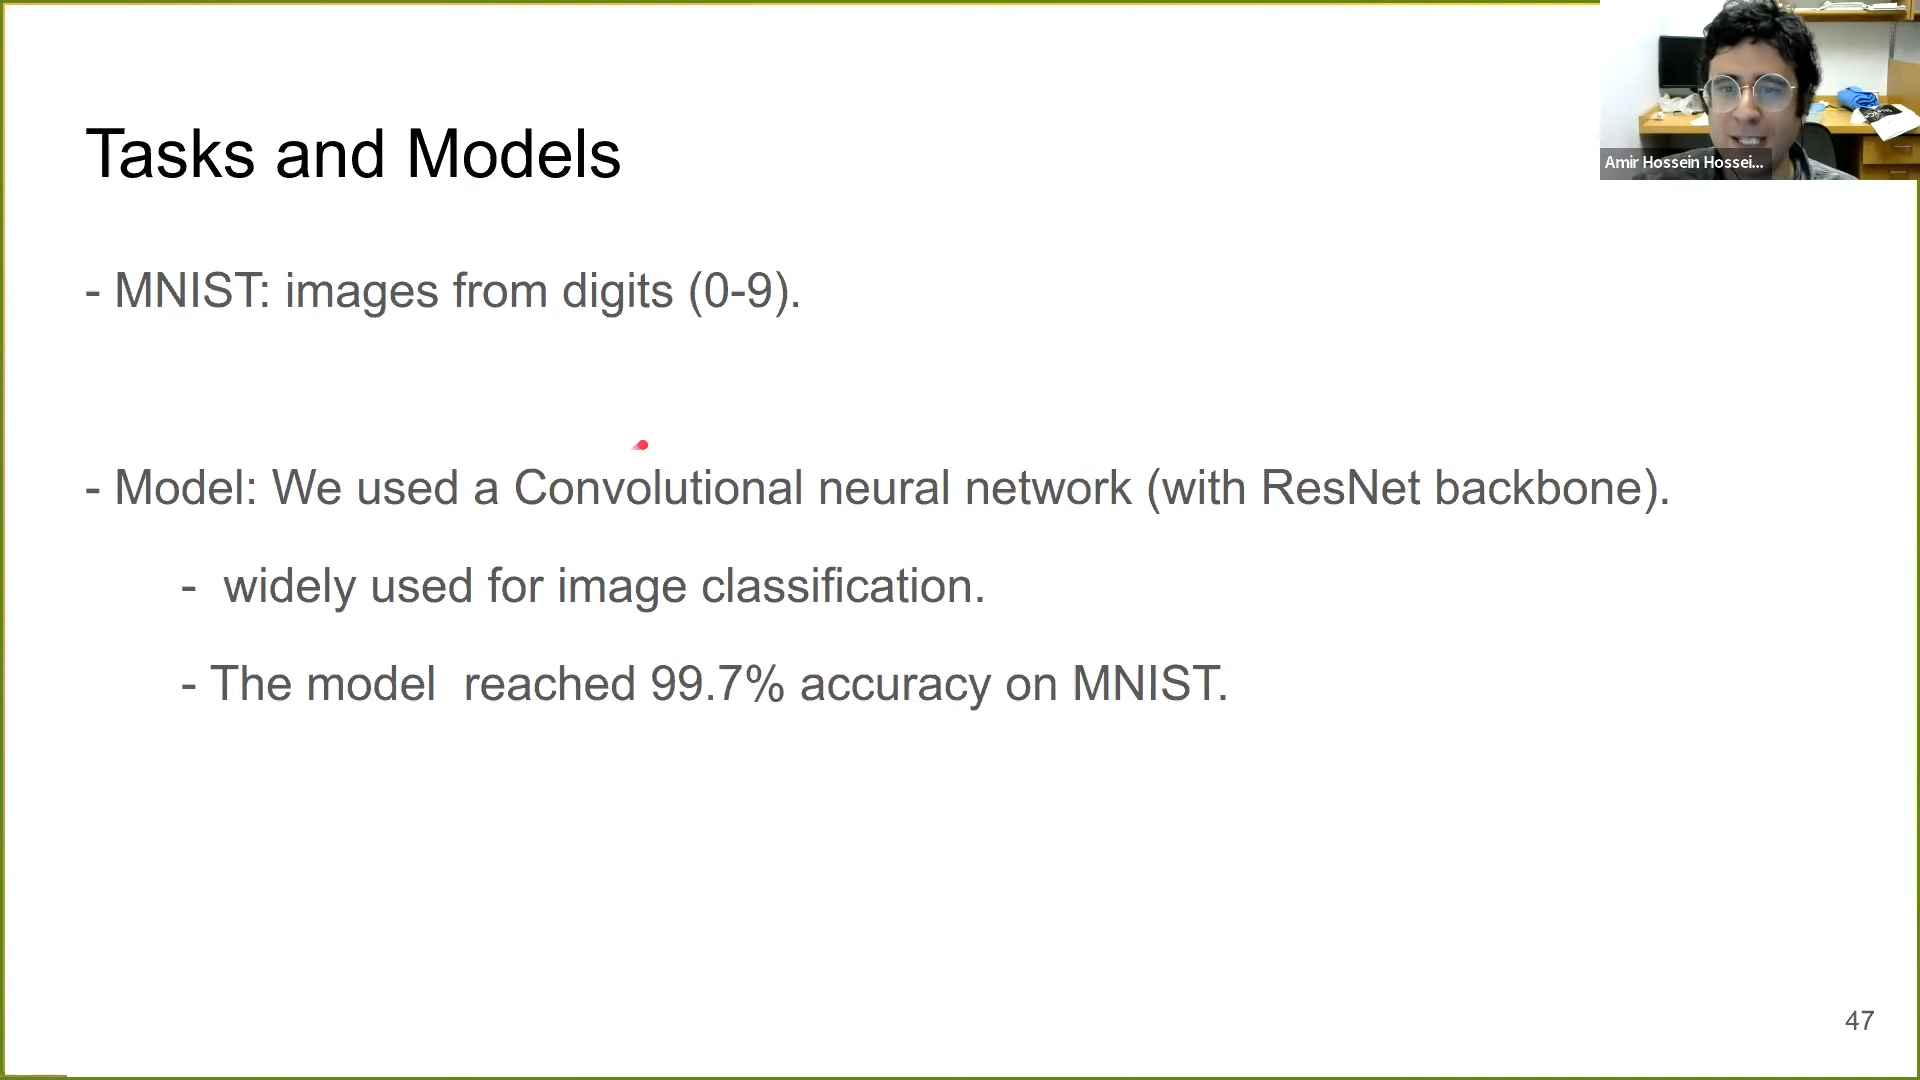 Amir Hossein Hossei...
Tasks and Models
- MNIST: images from digits (0-9).
- Model: We used a Convolutional neural network (with ResNet backbone).
- widely used for image classification.
- The model reached 99.7% accuracy on MNIST.
47